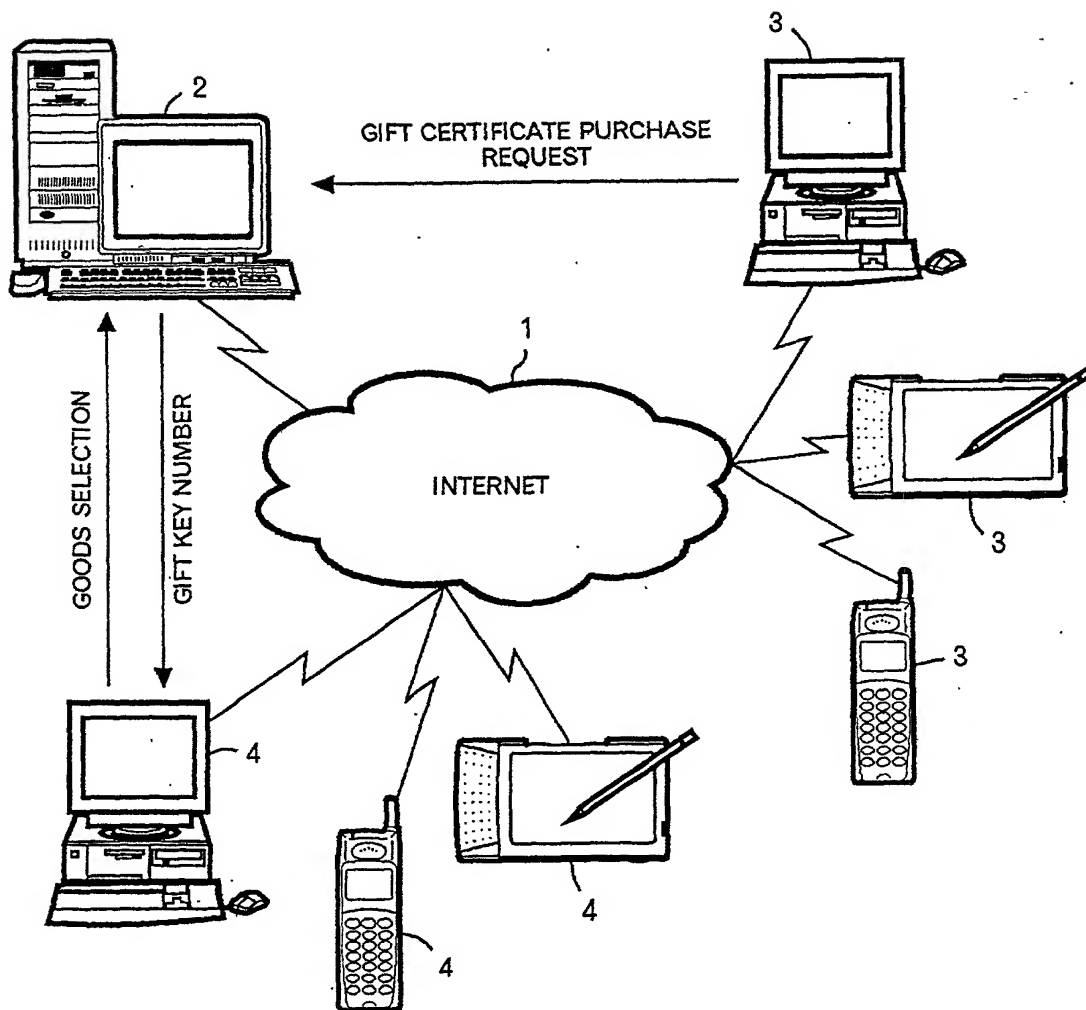 3
2
GIFT CERTIFICATE PURCHASE
REQUEST
1
INTERNET
GOODS SELECTION
GIFT KEY NUMBER
3
3
4
4
4